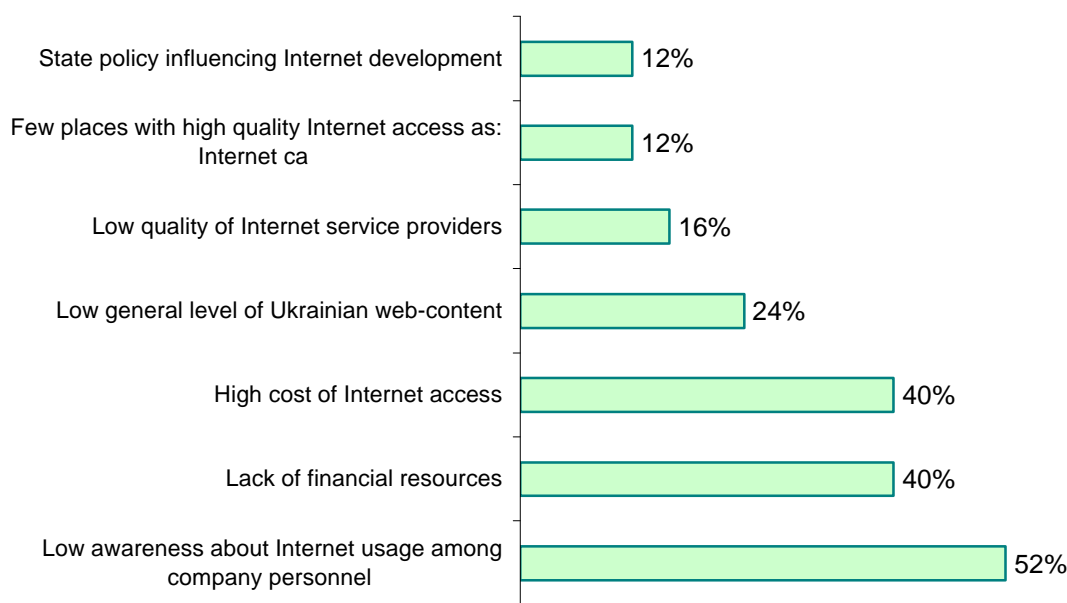 State policy influencing Internet development
12%
Few places with high quality Internet access as:
Internet ca
12%
Low quality of Internet service providers
16%
Low general level of Ukrainian web-content
24%
High cost of Internet access
40%
Lack of financial resources
40%
Low awareness about Internet usage among
company personnel
52%